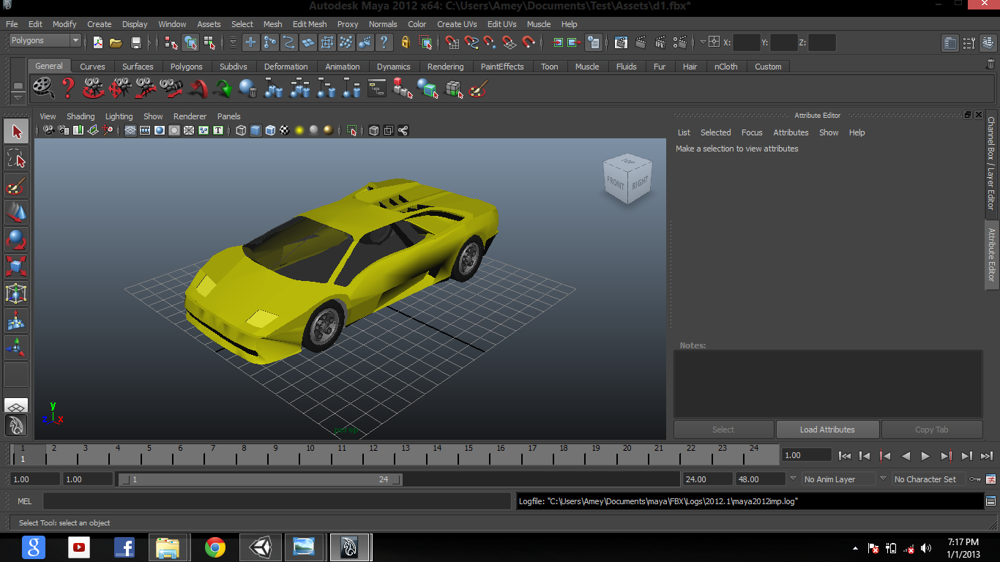 Autodesk Maya 2012 x64: C:\Users\Amey\Documents\Test\Assets\d1.fbx*
File Edit Modify Create Display Window Assets Select Mesh Edit Mesh Proxy Normals Color Create UVs Edit UVs Muscle Help
Polygons X: Y: Z:
General Curves Surfaces Polygons Subdivs Deformation Animation Dynamics Rendering PaintEffects Toon Muscle Fluids Fur Hair nCloth Custom
View Shading Lighting Show Renderer Panels
Attribute Editor
List Selected Focus Attributes Show Help
Make a selection to view attributes
Channel Box / Layer Editor
Attribute Editor
TOP
FRONT RIGHT
Notes:
y
z x
persp
Select Load Attributes Copy Tab
1 2 3 4 5 6 7 8 9 10 11 12 13 14 15 16 17 18 19 20 21 22 23 24
1 1.00
1.00 1.00 1 24 24.00 48.00 No Anim Layer No Character Set
MEL Logfile: "C:\Users\Amey\Documents\maya\FBX\Logs\2012.1\maya2012imp.log"
Select Tool: select an object
7:17 PM
1/1/2013